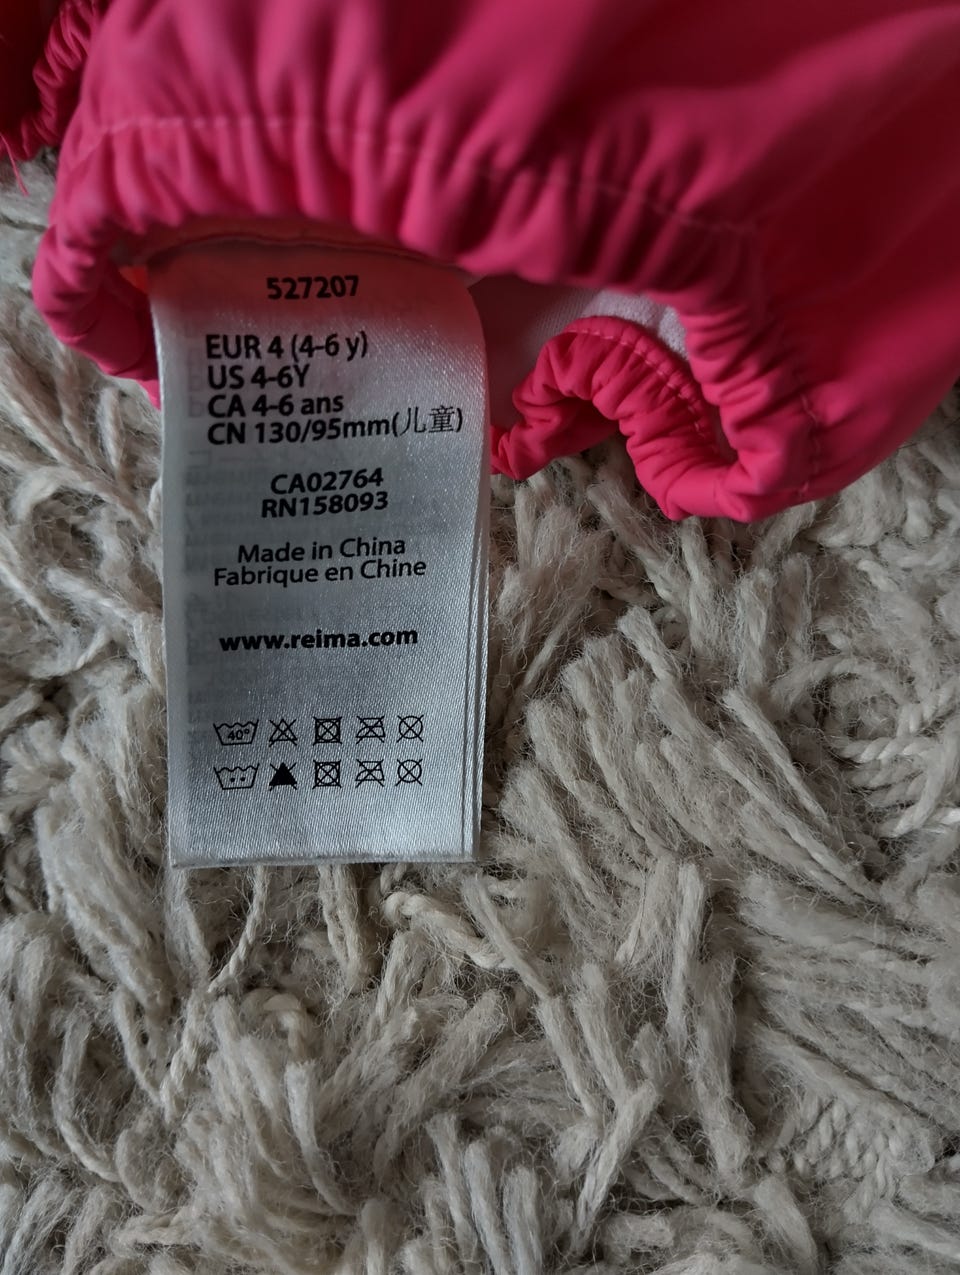 527207
EUR 4 (4-6 y)
US 4-6Y
CA 4-6 ans
CN 130/95mm(儿童)
CA02764
RN158093
Made in China
Fabrique en Chine
www.reima.com
40°